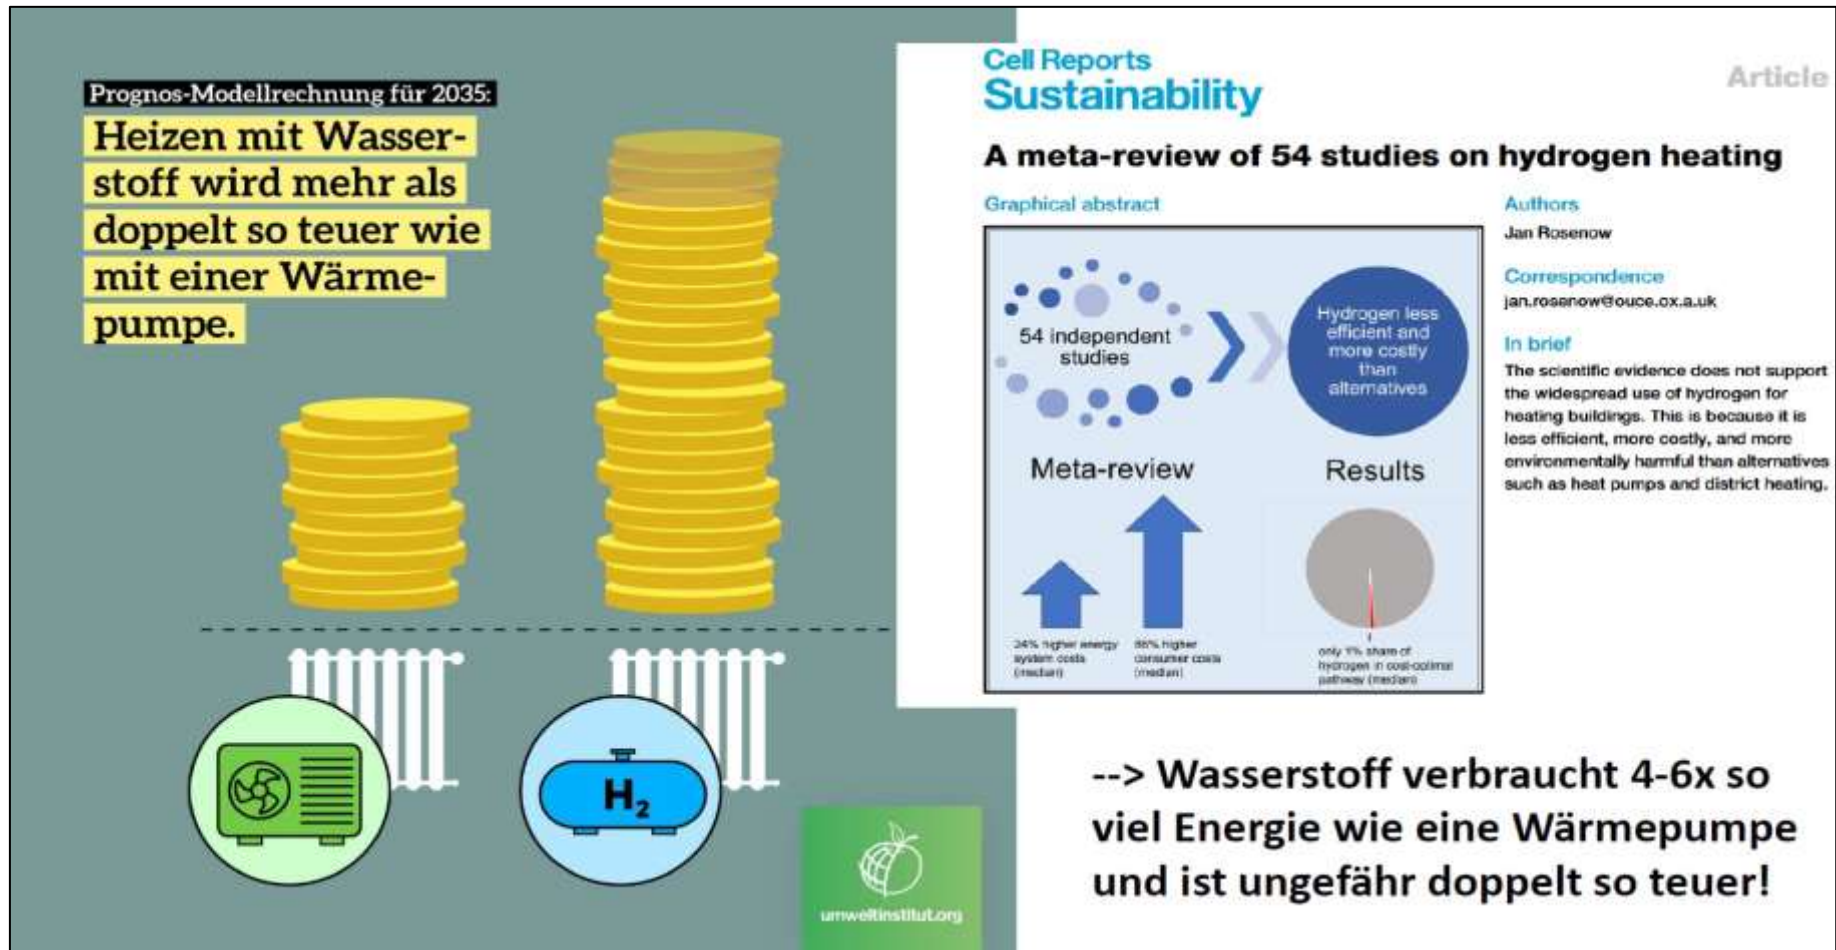 Prognos-Modellrechnung für 2035:
Heizen mit Wasser-
stoff wird mehr als
doppelt so teuer wie
mit einer Wärme-
pumpe.
H₂
umweltinstitut.org
Cell Reports
Sustainability
Article
A meta-review of 54 studies on hydrogen heating
Graphical abstract
54 independent
studies
Hydrogen less
efficient and
more costly
than
alternatives
Meta-review
Results
24% higher energy
system costs
(median)
86% higher
consumer costs
(median)
only 1% share of
hydrogen in cost-optimal
pathway (median)
Authors
Jan Rosenow
Correspondence
jan.rosenow@ouce.ox.a.uk
In brief
The scientific evidence does not support
the widespread use of hydrogen for
heating buildings. This is because it is
less efficient, more costly, and more
environmentally harmful than alternatives
such as heat pumps and district heating.
--> Wasserstoff verbraucht 4-6x so
viel Energie wie eine Wärmepumpe
und ist ungefähr doppelt so teuer!